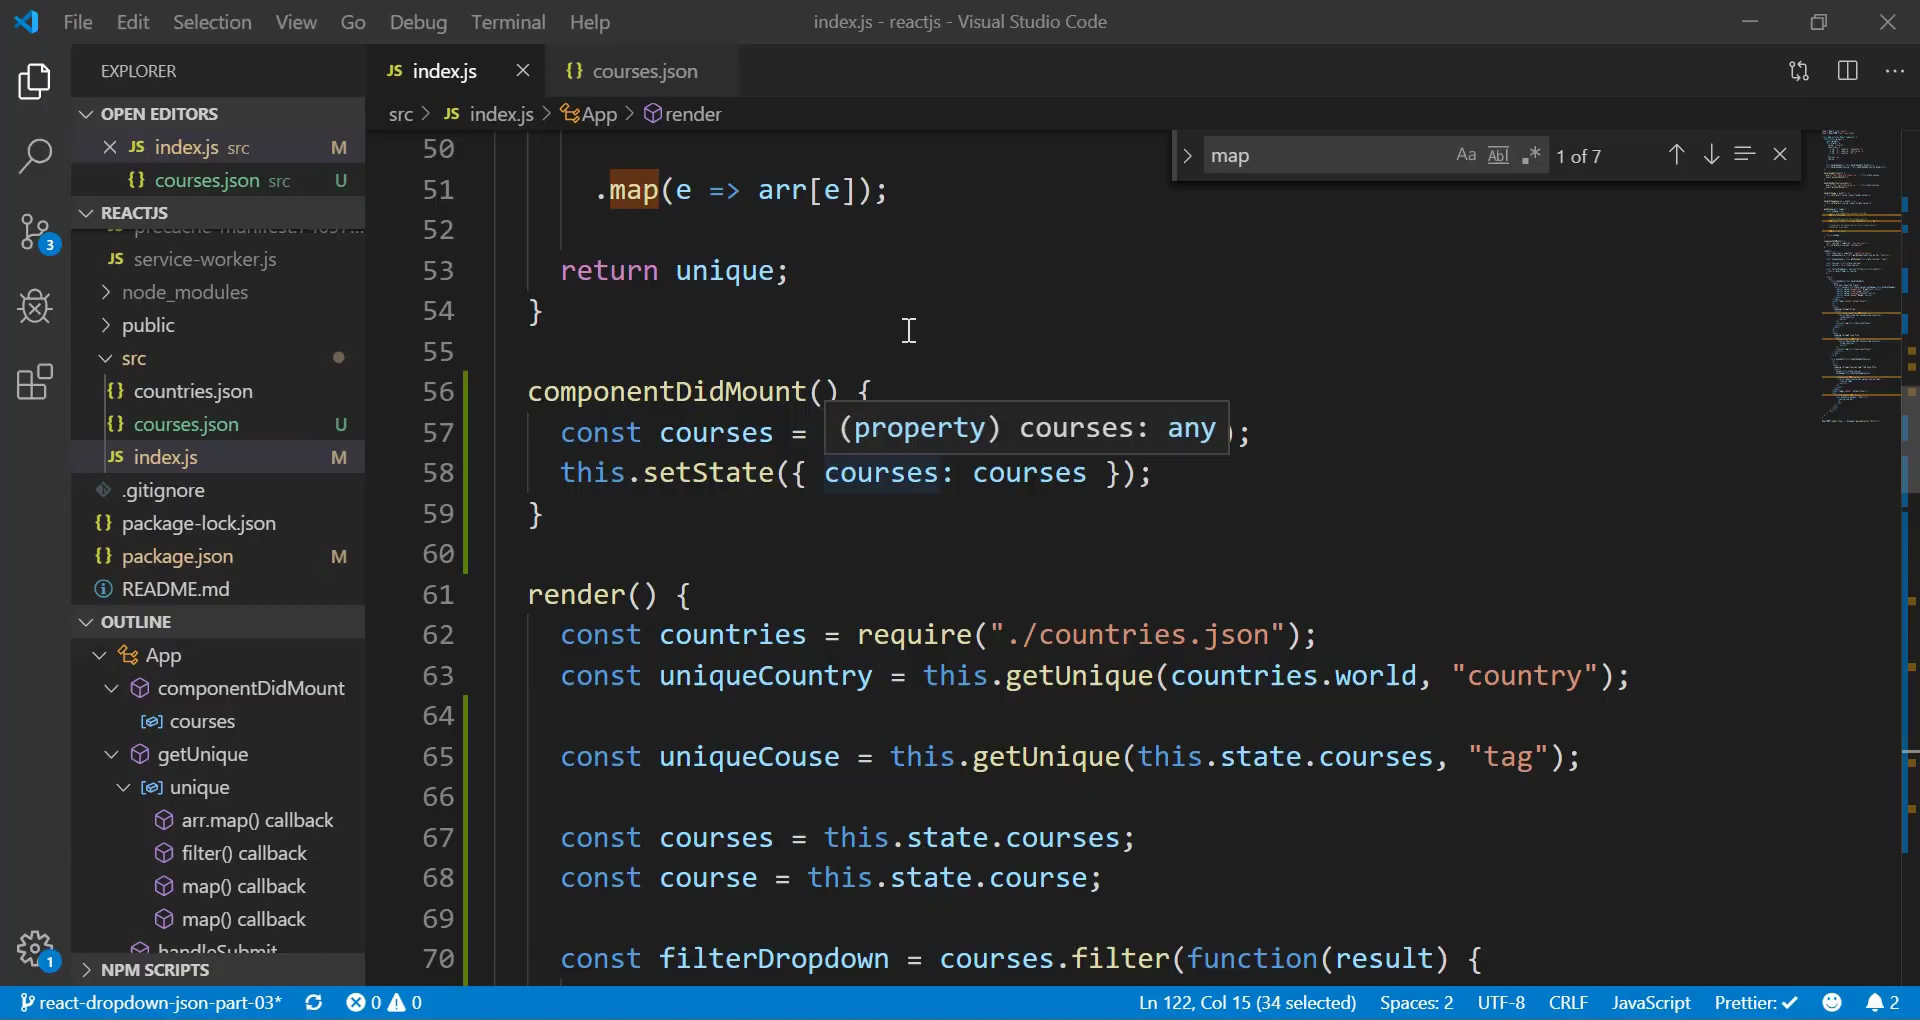 File Edit Selection View Go Debug Terminal Help
index.js - reactjs - Visual Studio Code
EXPLORER
OPEN EDITORS
JS index.js src M
{} courses.json src U
REACTJS
JS service-worker.js
node_modules
public
src
{} countries.json
{} courses.json U
JS index.js M
.gitignore
{} package-lock.json
{} package.json M
README.md
OUTLINE
App
componentDidMount
courses
getUnique
unique
arr.map() callback
filter() callback
map() callback
map() callback
handleSubmit
NPM SCRIPTS
3
1
JS index.js
{} courses.json
src > JS index.js > App > render
map
Aa Abl .* 1 of 7
50
51 .map(e => arr[e]);
52
53 return unique;
54 }
55
56 componentDidMount() {
57 const courses = );
(property) courses: any
58 this.setState({ courses: courses });
59 }
60
61 render() {
62 const countries = require("./countries.json");
63 const uniqueCountry = this.getUnique(countries.world, "country");
64
65 const uniqueCouse = this.getUnique(this.state.courses, "tag");
66
67 const courses = this.state.courses;
68 const course = this.state.course;
69
70 const filterDropdown = courses.filter(function(result) {
react-dropdown-json-part-03* 0 0 Ln 122, Col 15 (34 selected) Spaces: 2 UTF-8 CRLF JavaScript Prettier: ✓ 2